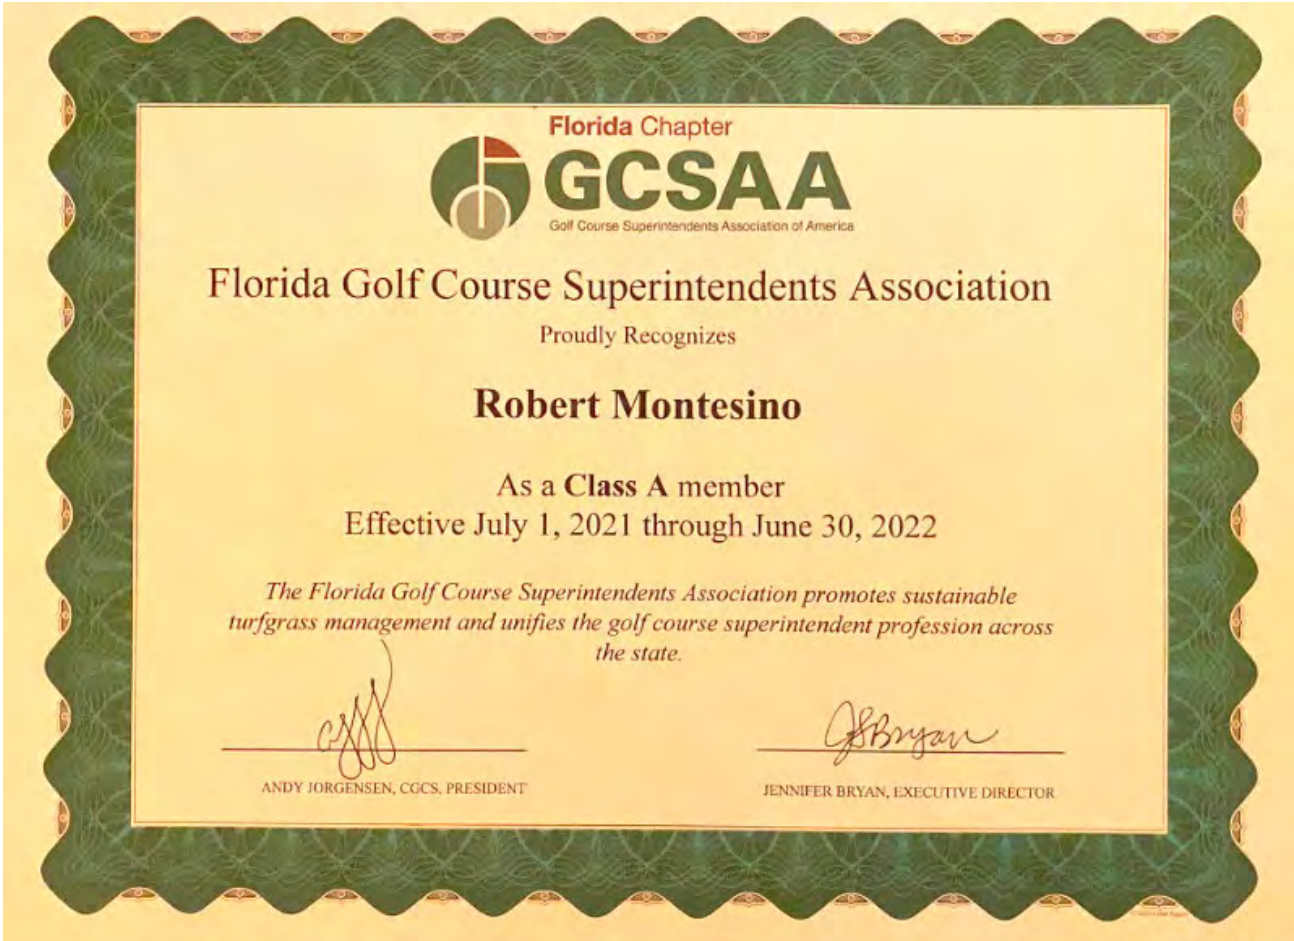 Florida Chapter
GCSAA
Golf Course Superintendents Association of America
Florida Golf Course Superintendents Association
Proudly Recognizes
Robert Montesino
As a Class A member
Effective July 1, 2021 through June 30, 2022
The Florida Golf Course Superintendents Association promotes sustainable
turfgrass management and unifies the golf course superintendent profession across
the state.
JSBryan
ANDY JORGENSEN, CGCS, PRESIDENT
JENNIFER BRYAN, EXECUTIVE DIRECTOR